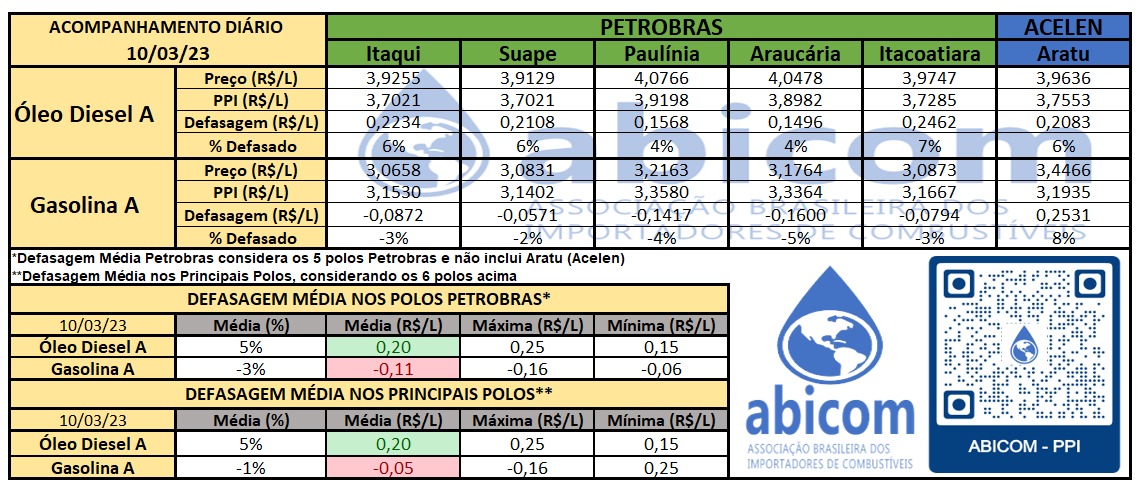 ACOMPANHAMENTO DIÁRIO PETROBRAS ACELEN
10/03/23 Itaqui Suape Paulínia Araucária Itacoatiara Aratu
Óleo Diesel A
Preço (R$/L) 3,9255 3,9129 4,0766 4,0478 3,9747 3,9636
PPI (R$/L) 3,7021 3,7021 3,9198 3,8982 3,7285 3,7553
Defasagem (R$/L) 0,2234 0,2108 0,1568 0,1496 0,2462 0,2083
% Defasado 6% 6% 4% 4% 7% 6%
Gasolina A
Preço (R$/L) 3,0658 3,0831 3,2163 3,1764 3,0873 3,4466
PPI (R$/L) 3,1530 3,1402 3,3580 3,3364 3,1667 3,1935
Defasagem (R$/L) -0,0872 -0,0571 -0,1417 -0,1600 -0,0794 0,2531
% Defasado -3% -2% -4% -5% -3% 8%
abicom
ASSOCIAÇÃO BRASILEIRA DOS
IMPORTADORES DE COMBUSTÍVEIS
*Defasagem Média Petrobras considera os 5 polos Petrobras e não inclui Aratu (Acelen)
**Defasagem Média nos Principais Polos, considerando os 6 polos acima
DEFASAGEM MÉDIA NOS POLOS PETROBRAS*
10/03/23 Média (%) Média (R$/L) Máxima (R$/L) Mínima (R$/L)
Óleo Diesel A 5% 0,20 0,25 0,15
Gasolina A -3% -0,11 -0,16 -0,06
DEFASAGEM MÉDIA NOS PRINCIPAIS POLOS**
10/03/23 Média (%) Média (R$/L) Máxima (R$/L) Mínima (R$/L)
Óleo Diesel A 5% 0,20 0,25 0,15
Gasolina A -1% -0,05 -0,16 0,25
abicom
ASSOCIAÇÃO BRASILEIRA DOS
IMPORTADORES DE COMBUSTÍVEIS
ABICOM - PPI